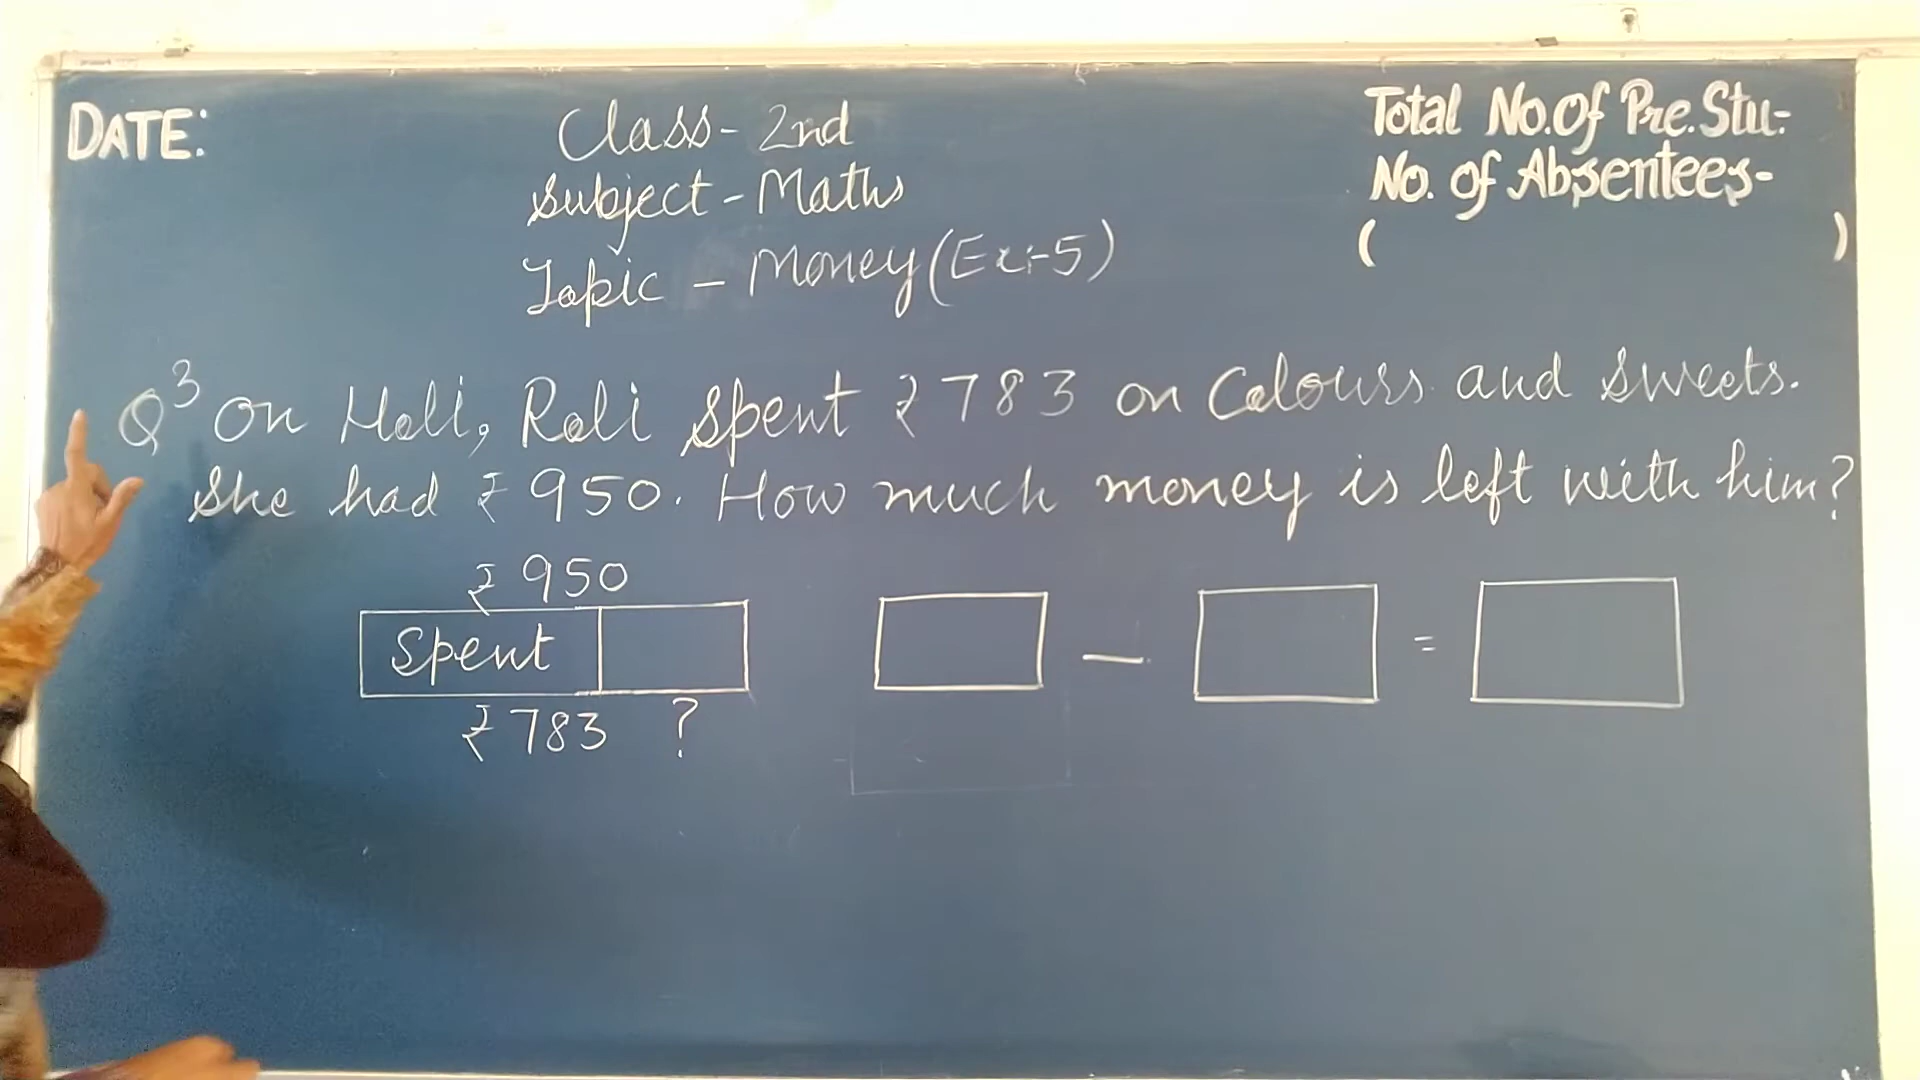 DATE:
Class- 2nd
Subject - Maths
Topic - Money (Ex:-5)
Total No. Of Pre. Stu:-
No. of Absentees-
( )
Q3 On Holi, Roli spent ₹783 on Colours and sweets.
She had ₹950. How much money is left with him?
₹950
Spent
₹783 ?
— =